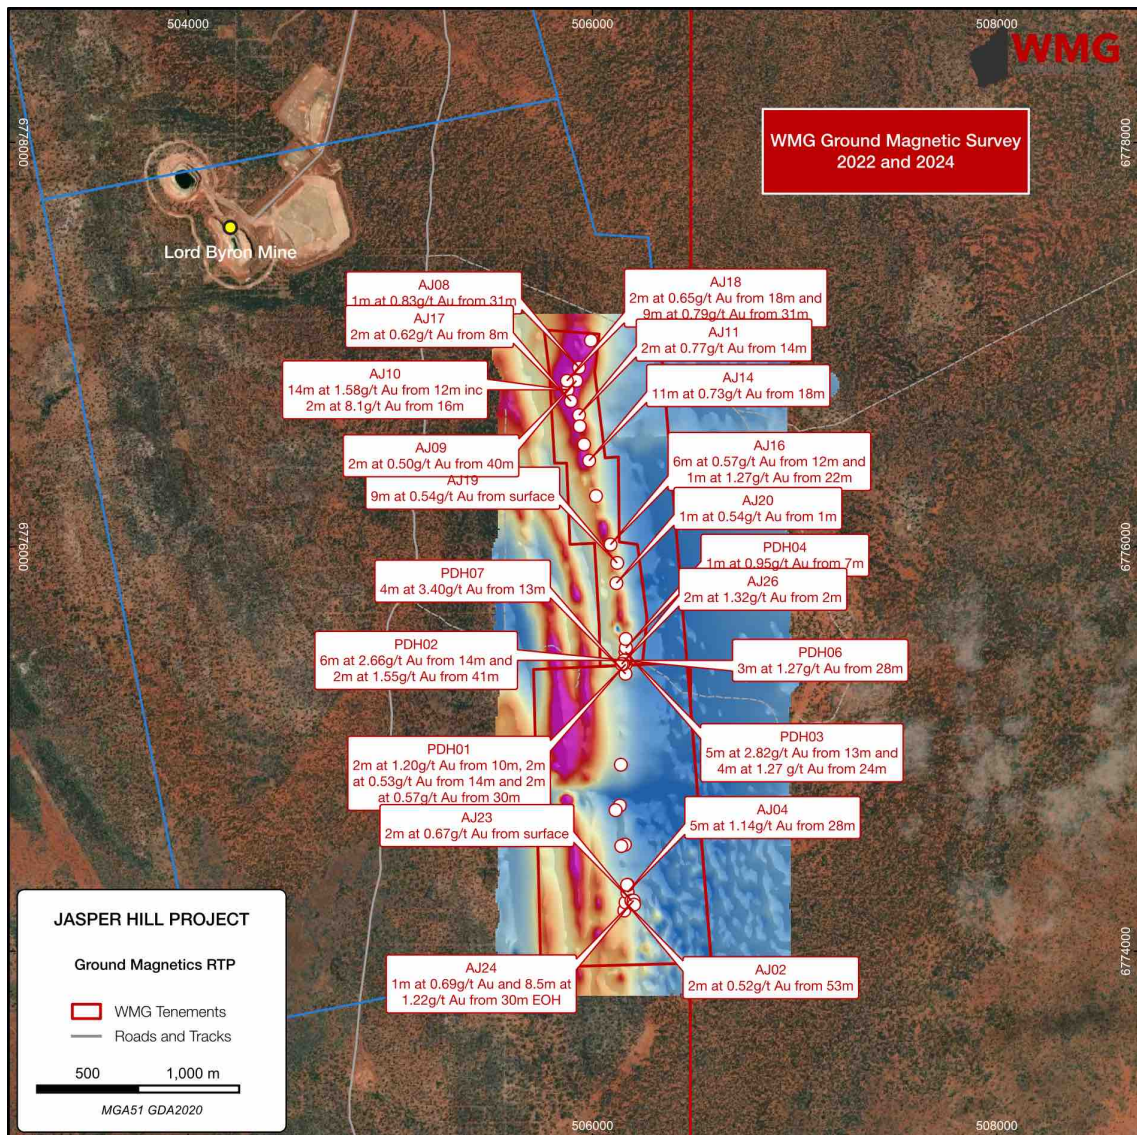 504000
506000
508000
WMG
WMG Ground Magnetic Survey
2022 and 2024
6778000
6778000
Lord Byron Mine
AJ08
1m at 0.83g/t Au from 31m
AJ18
2m at 0.65g/t Au from 18m and
9m at 0.79g/t Au from 31m
AJ17
2m at 0.62g/t Au from 8m
AJ11
2m at 0.77g/t Au from 14m
AJ10
14m at 1.58g/t Au from 12m inc
2m at 8.1g/t Au from 16m
AJ14
11m at 0.73g/t Au from 18m
AJ09
2m at 0.50g/t Au from 40m
AJ16
6m at 0.57g/t Au from 12m and
1m at 1.27g/t Au from 22m
AJ19
9m at 0.54g/t Au from surface
AJ20
1m at 0.54g/t Au from 1m
6776000
6776000
PDH04
1m at 0.95g/t Au from 7m
PDH07
4m at 3.40g/t Au from 13m
AJ26
2m at 1.32g/t Au from 2m
PDH02
6m at 2.66g/t Au from 14m and
2m at 1.55g/t Au from 41m
PDH06
3m at 1.27g/t Au from 28m
PDH01
2m at 1.20g/t Au from 10m, 2m
at 0.53g/t Au from 14m and 2m
at 0.57g/t Au from 30m
PDH03
5m at 2.82g/t Au from 13m and
4m at 1.27 g/t Au from 24m
AJ23
2m at 0.67g/t Au from surface
AJ04
5m at 1.14g/t Au from 28m
AJ24
1m at 0.69g/t Au and 8.5m at
1.22g/t Au from 30m EOH
AJ02
2m at 0.52g/t Au from 53m
6774000
JASPER HILL PROJECT
Ground Magnetics RTP
WMG Tenements
Roads and Tracks
500 1,000 m
MGA51 GDA2020
506000
508000